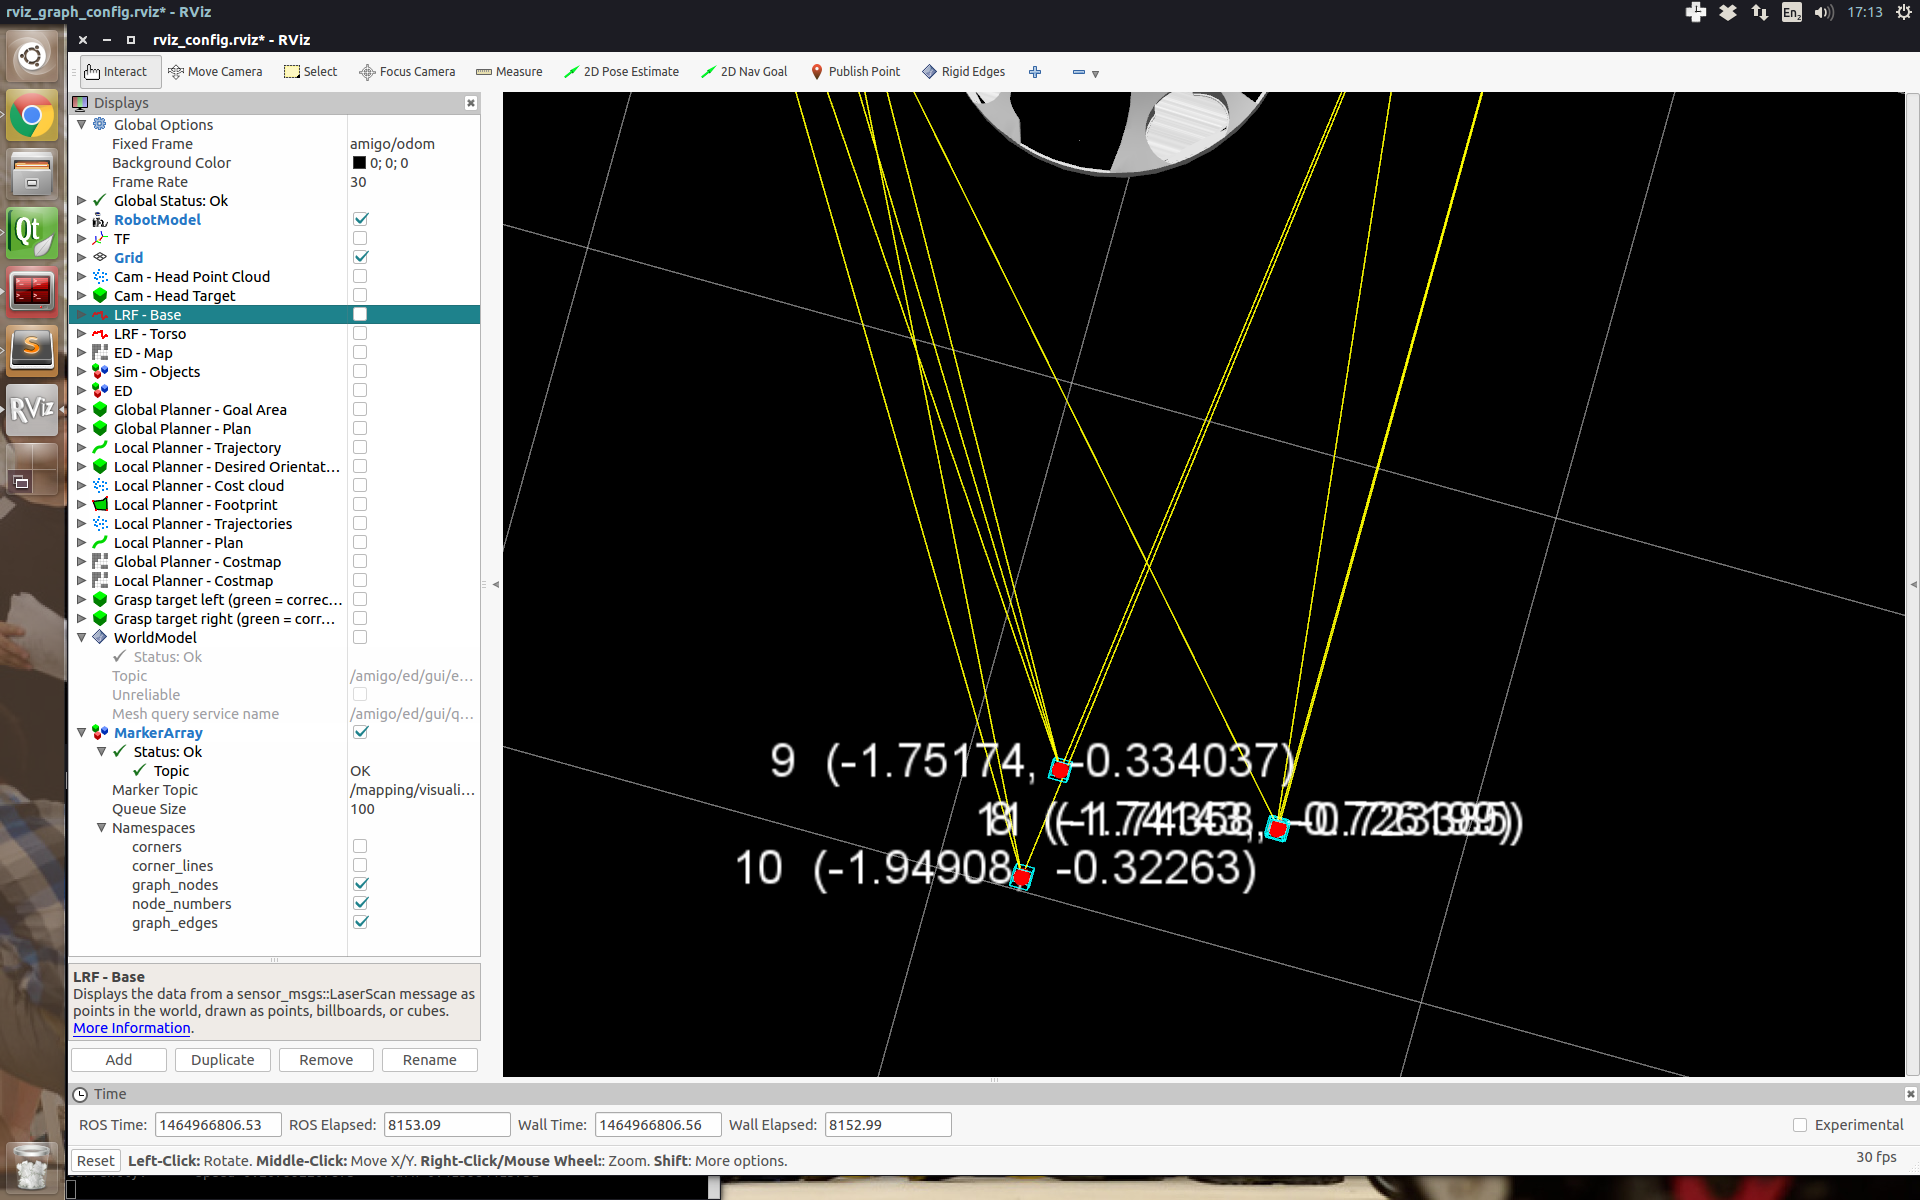 rviz_graph_config.rviz* - RViz
En2
17:13
rviz_config.rviz* - RViz
Interact Move Camera Select Focus Camera Measure 2D Pose Estimate 2D Nav Goal Publish Point Rigid Edges
Displays
Global Options
Fixed Frame amigo/odom
Background Color 0; 0; 0
Frame Rate 30
Global Status: Ok
RobotModel
TF
Grid
Cam - Head Point Cloud
Cam - Head Target
LRF - Base
LRF - Torso
ED - Map
Sim - Objects
ED
Global Planner - Goal Area
Global Planner - Plan
Local Planner - Trajectory
Local Planner - Desired Orientat...
Local Planner - Cost cloud
Local Planner - Footprint
Local Planner - Trajectories
Local Planner - Plan
Global Planner - Costmap
Local Planner - Costmap
Grasp target left (green = correc...
Grasp target right (green = corr...
WorldModel
Status: Ok
Topic /amigo/ed/gui/e...
Unreliable
Mesh query service name /amigo/ed/gui/q...
MarkerArray
Status: Ok
Topic OK
Marker Topic /mapping/visuali...
Queue Size 100
Namespaces
corners
corner_lines
graph_nodes
node_numbers
graph_edges
LRF - Base
Displays the data from a sensor_msgs::LaserScan message as
points in the world, drawn as points, billboards, or cubes.
More Information.
Add Duplicate Remove Rename
9 (-1.75174, -0.334037)
10 (-1.94908 -0.32263)
Time
ROS Time: 1464966806.53 ROS Elapsed: 8153.09 Wall Time: 1464966806.56 Wall Elapsed: 8152.99 Experimental
Reset Left-Click: Rotate. Middle-Click: Move X/Y. Right-Click/Mouse Wheel:: Zoom. Shift: More options. 30 fps
Qt
S
RViz